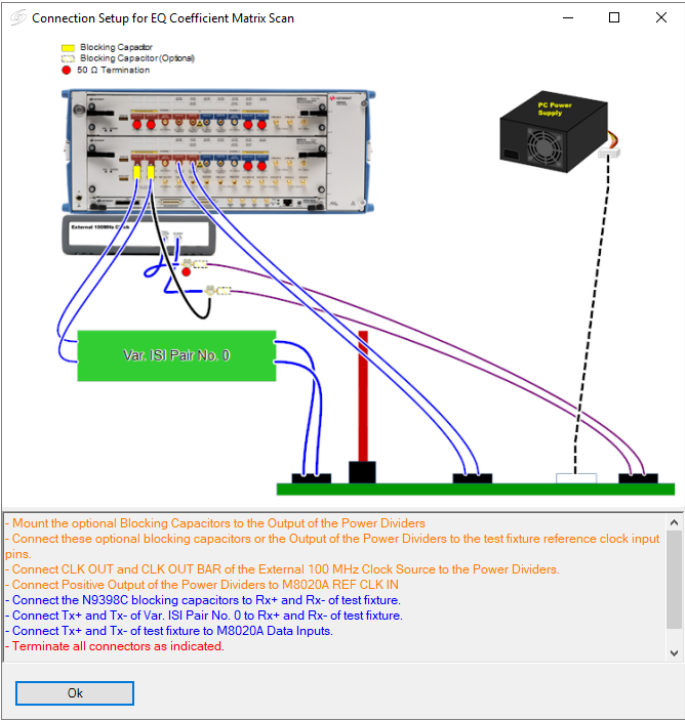 Connection Setup for EQ Coefficient Matrix Scan
Blocking Capacitor
Blocking Capacitor (Optional)
50 Ω Termination
PC Power
Supply
External 100MHz Clock
Var. ISI Pair No. 0
- Mount the optional Blocking Capacitors to the Output of the Power Dividers
- Connect these optional blocking capacitors or the Output of the Power Dividers to the test fixture reference clock input
pins.
- Connect CLK OUT and CLK OUT BAR of the External 100 MHz Clock Source to the Power Dividers.
- Connect Positive Output of the Power Dividers to M8020A REF CLK IN
- Connect the N9398C blocking capacitors to Rx+ and Rx- of test fixture.
- Connect Tx+ and Tx- of Var. ISI Pair No. 0 to Rx+ and Rx- of test fixture.
- Connect Tx+ and Tx- of test fixture to M8020A Data Inputs.
- Terminate all connectors as indicated.
Ok